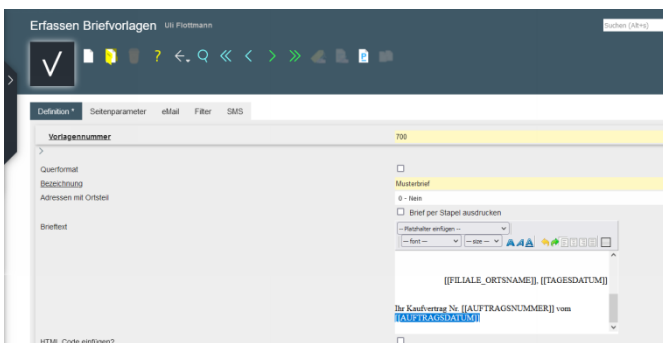 Erfassen Briefvorlagen Uli Flottmann
Suchen (Alt+s)
Definition * Seitenparameter eMail Filter SMS
Vorlagennummer 700
Querformat
Bezeichnung Musterbrief
Adressen mit Ortsteil 0 - Nein
Brief per Stapel ausdrucken
Brieftext -- Platzhalter einfügen --
-- font -- -- size --
[[FILIALE_ORTSNAME]], [[TAGESDATUM]]
Ihr Kaufvertrag Nr. [[AUFTRAGSNUMMER]] vom
[[AUFTRAGSDATUM]]
HTML Code einfügen?